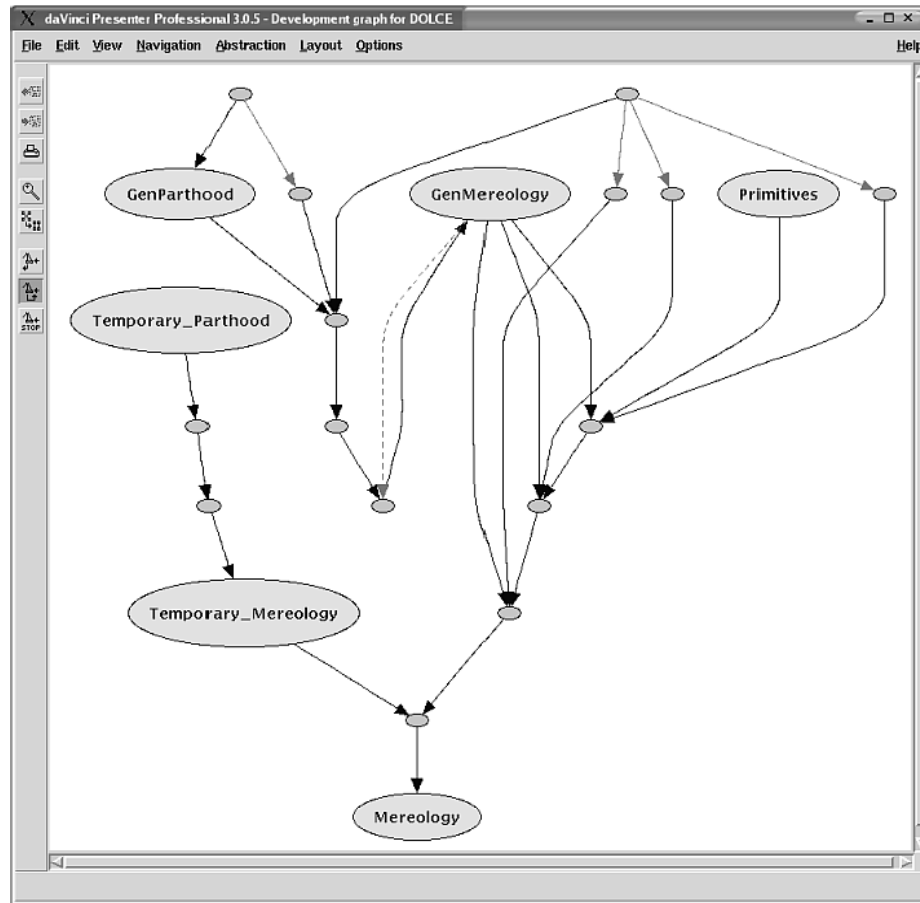 daVinci Presenter Professional 3.0.5 - Development graph for DOLCE
File Edit View Navigation Abstraction Layout Options Help
GenParthood GenMereology Primitives
Temporary_Parthood
Temporary_Mereology
Mereology
STOP